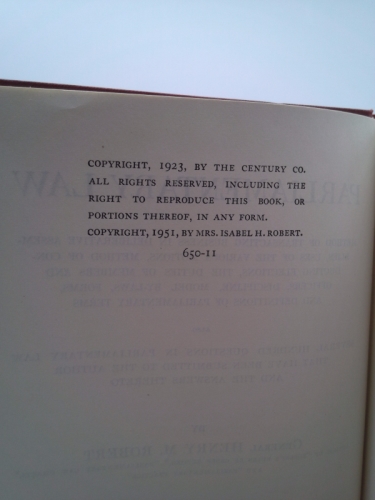 COPYRIGHT, 1923, BY THE CENTURY CO.
ALL RIGHTS RESERVED, INCLUDING THE
RIGHT TO REPRODUCE THIS BOOK, OR
PORTIONS THEREOF, IN ANY FORM.
COPYRIGHT, 1951, BY MRS. ISABEL H. ROBERT.
650-11